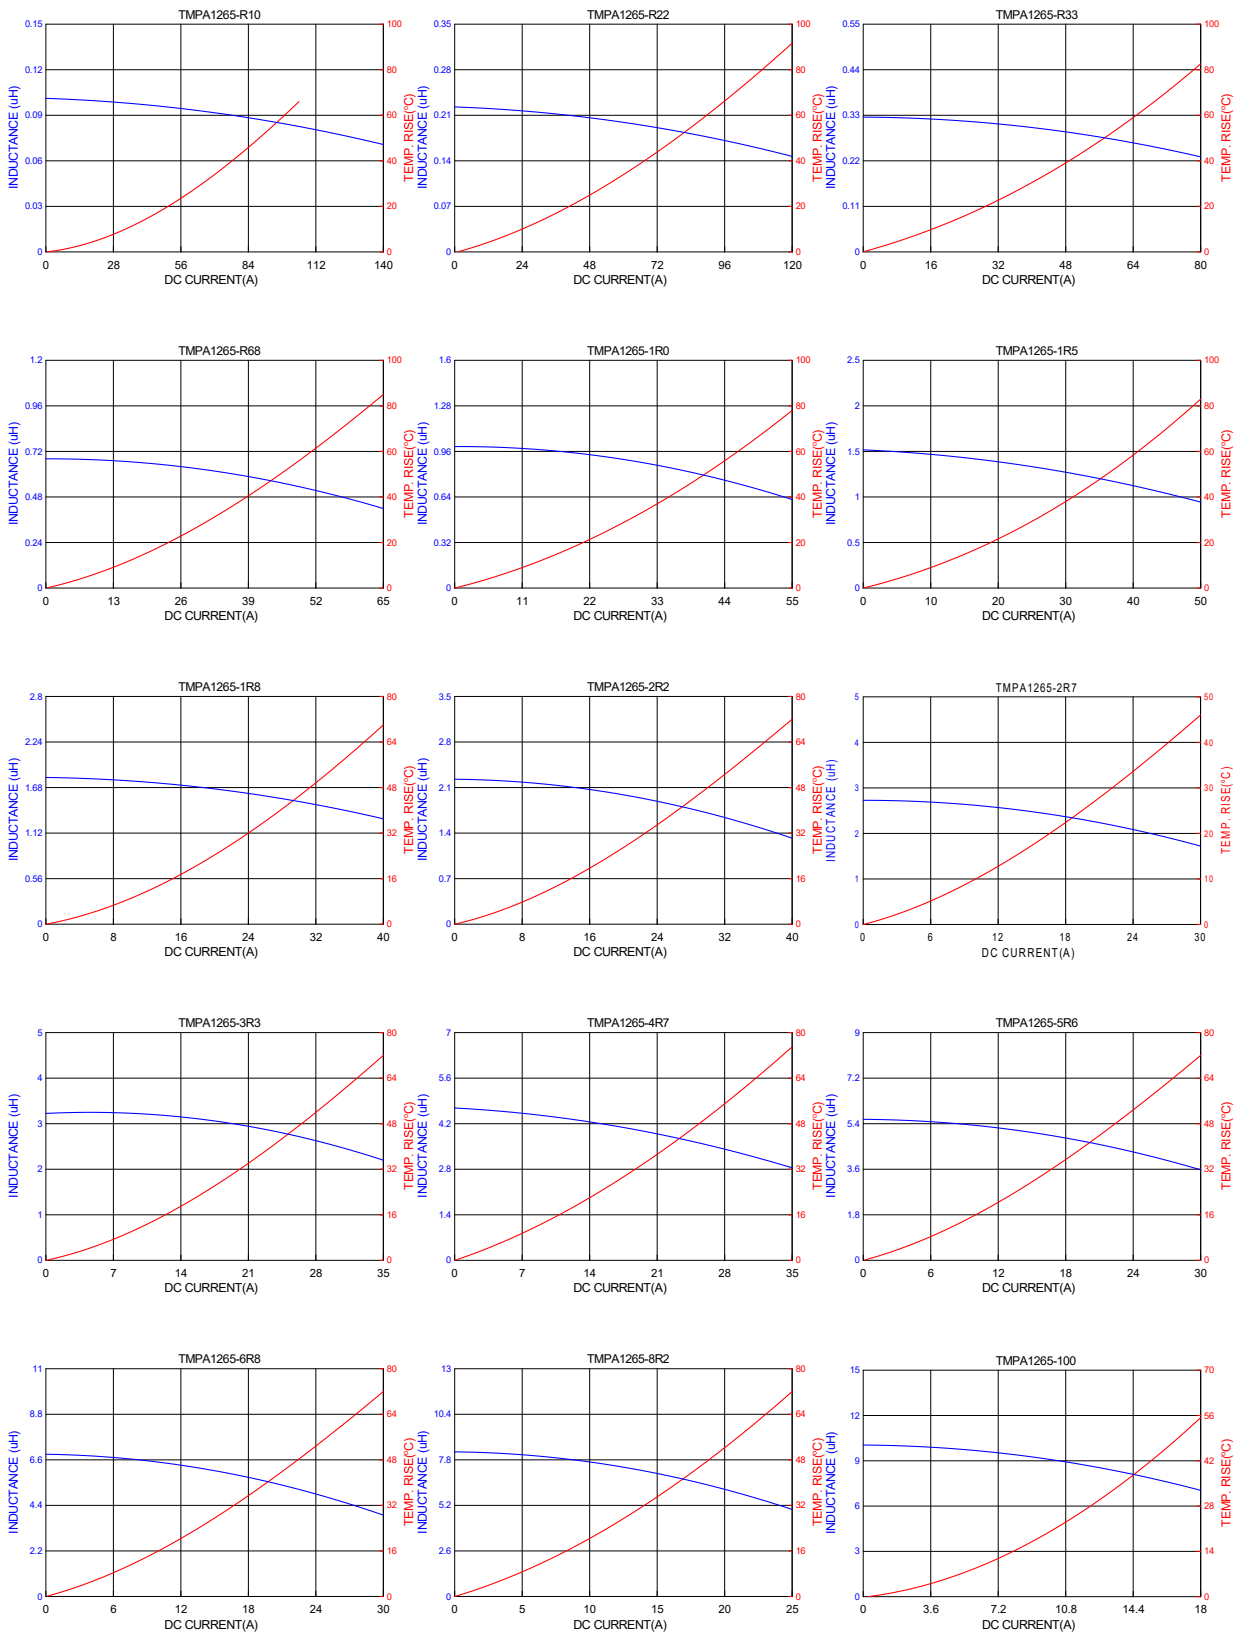 TMPA1265-R10
INDUCTANCE (uH)
0.15
0.12
0.09
0.06
0.03
0
100
80
60
40
20
0
TEMP. RISE(ºC)
0 28 56 84 112 140
DC CURRENT(A)
TMPA1265-R22
INDUCTANCE (uH)
0.35
0.28
0.21
0.14
0.07
0
100
80
60
40
20
0
TEMP. RISE(ºC)
0 24 48 72 96 120
DC CURRENT(A)
TMPA1265-R33
INDUCTANCE (uH)
0.55
0.44
0.33
0.22
0.11
0
100
80
60
40
20
0
TEMP. RISE(ºC)
0 16 32 48 64 80
DC CURRENT(A)
TMPA1265-R68
INDUCTANCE (uH)
1.2
0.96
0.72
0.48
0.24
0
100
80
60
40
20
0
TEMP. RISE(ºC)
0 13 26 39 52 65
DC CURRENT(A)
TMPA1265-1R0
INDUCTANCE (uH)
1.6
1.28
0.96
0.64
0.32
0
100
80
60
40
20
0
TEMP. RISE(ºC)
0 11 22 33 44 55
DC CURRENT(A)
TMPA1265-1R5
INDUCTANCE (uH)
2.5
2
1.5
1
0.5
0
100
80
60
40
20
0
TEMP. RISE(ºC)
0 10 20 30 40 50
DC CURRENT(A)
TMPA1265-1R8
INDUCTANCE (uH)
2.8
2.24
1.68
1.12
0.56
0
80
64
48
32
16
0
TEMP. RISE(ºC)
0 8 16 24 32 40
DC CURRENT(A)
TMPA1265-2R2
INDUCTANCE (uH)
3.5
2.8
2.1
1.4
0.7
0
80
64
48
32
16
0
TEMP. RISE(ºC)
0 8 16 24 32 40
DC CURRENT(A)
TMPA1265-2R7
INDUCTANCE (uH)
5
4
3
2
1
0
50
40
30
20
10
0
TEMP. RISE(ºC)
0 6 12 18 24 30
DC CURRENT(A)
TMPA1265-3R3
INDUCTANCE (uH)
5
4
3
2
1
0
80
64
48
32
16
0
TEMP. RISE(ºC)
0 7 14 21 28 35
DC CURRENT(A)
TMPA1265-4R7
INDUCTANCE (uH)
7
5.6
4.2
2.8
1.4
0
80
64
48
32
16
0
TEMP. RISE(ºC)
0 7 14 21 28 35
DC CURRENT(A)
TMPA1265-5R6
INDUCTANCE (uH)
9
7.2
5.4
3.6
1.8
0
80
64
48
32
16
0
TEMP. RISE(ºC)
0 6 12 18 24 30
DC CURRENT(A)
TMPA1265-6R8
INDUCTANCE (uH)
11
8.8
6.6
4.4
2.2
0
80
64
48
32
16
0
TEMP. RISE(ºC)
0 6 12 18 24 30
DC CURRENT(A)
TMPA1265-8R2
INDUCTANCE (uH)
13
10.4
7.8
5.2
2.6
0
80
64
48
32
16
0
TEMP. RISE(ºC)
0 5 10 15 20 25
DC CURRENT(A)
TMPA1265-100
INDUCTANCE (uH)
15
12
9
6
3
0
70
56
42
28
14
0
TEMP. RISE(ºC)
0 3.6 7.2 10.8 14.4 18
DC CURRENT(A)